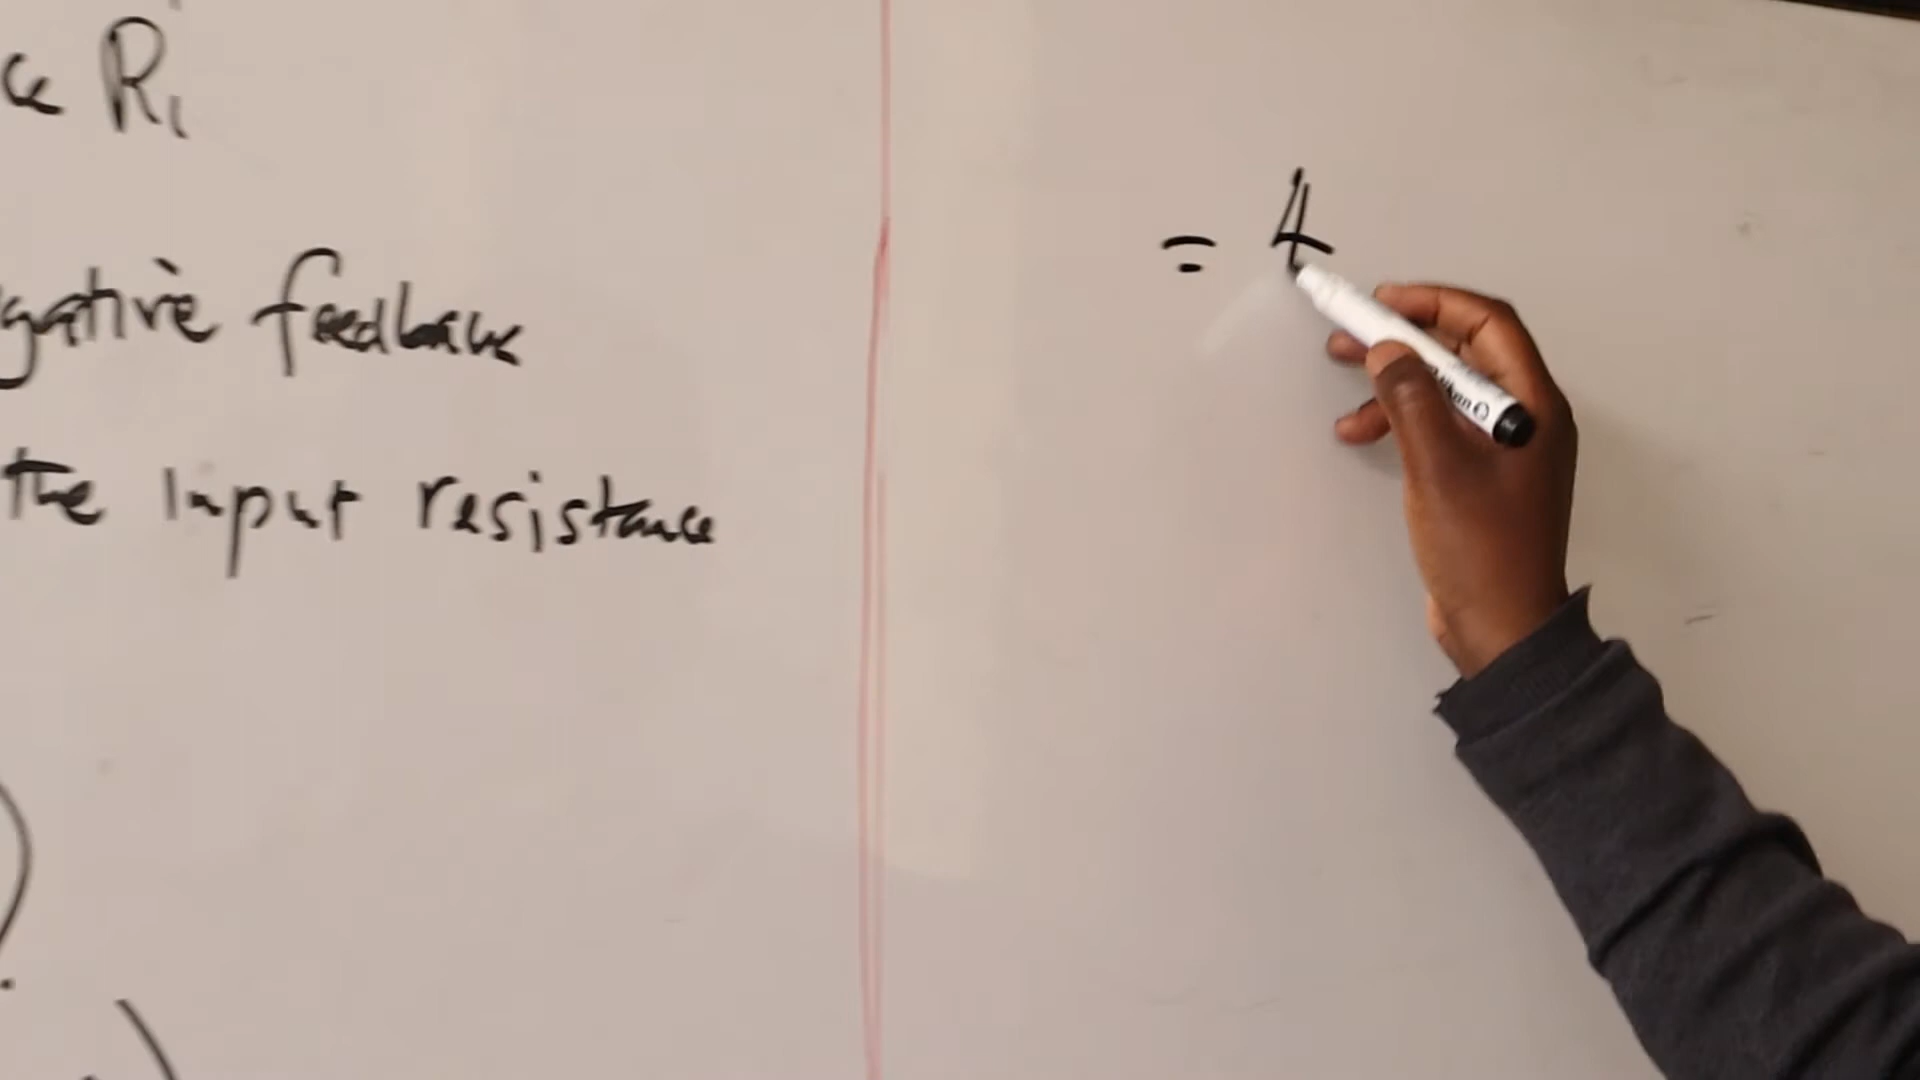 Ri
gative feedback
the input resistance
= 4